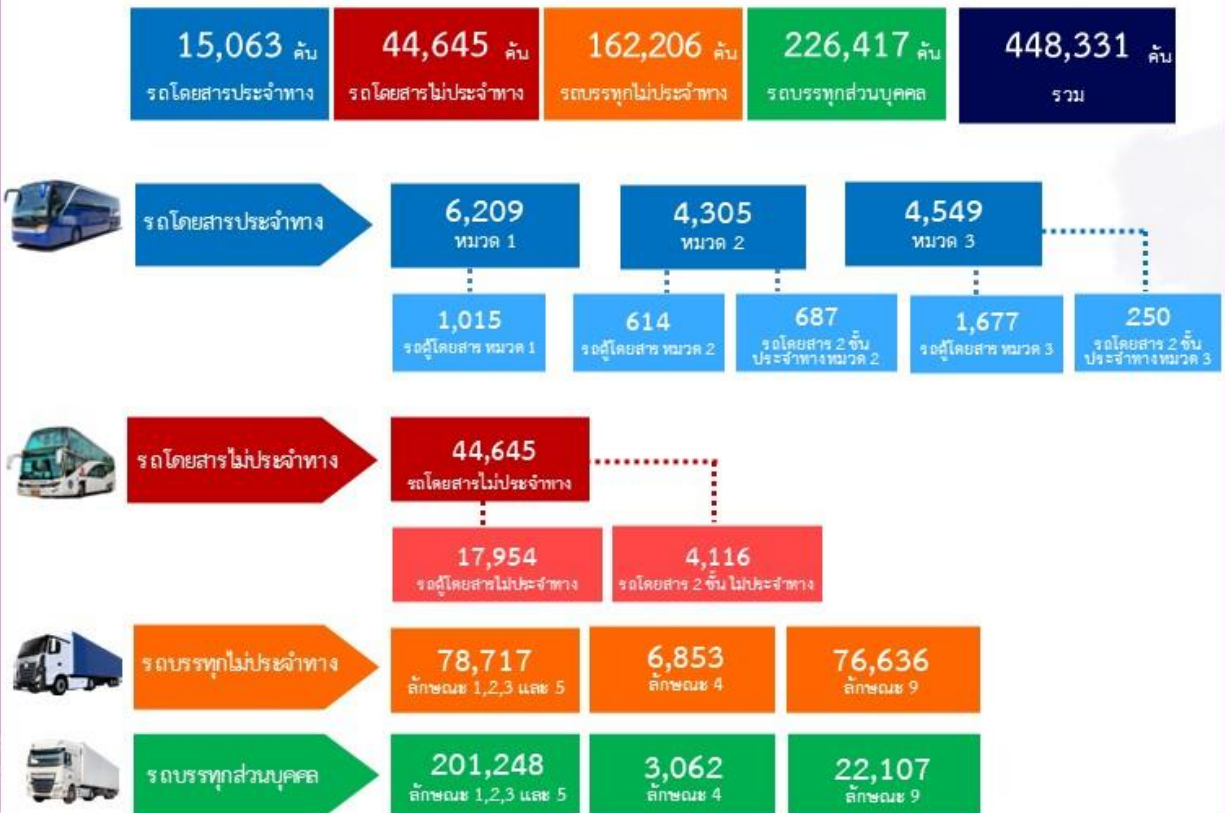 15,063 คัน
รถโดยสารประจำทาง
44,645 คัน
รถโดยสารไม่ประจำทาง
162,206 คัน
รถบรรทุกไม่ประจำทาง
226,417 คัน
รถบรรทุกส่วนบุคคล
448,331 คัน
รวม
รถโดยสารประจำทาง
6,209
หมวด 1
4,305
หมวด 2
4,549
หมวด 3
1,015
รถตู้โดยสาร หมวด 1
614
รถตู้โดยสาร หมวด 2
687
รถโดยสาร 2 ชั้น
ประจำทางหมวด 2
1,677
รถตู้โดยสาร หมวด 3
250
รถโดยสาร 2 ชั้น
ประจำทางหมวด 3
รถโดยสารไม่ประจำทาง
44,645
รถโดยสารไม่ประจำทาง
17,954
รถตู้โดยสารไม่ประจำทาง
4,116
รถโดยสาร 2 ชั้น ไม่ประจำทาง
รถบรรทุกไม่ประจำทาง
78,717
ลักษณะ 1,2,3 และ 5
6,853
ลักษณะ 4
76,636
ลักษณะ 9
รถบรรทุกส่วนบุคคล
201,248
ลักษณะ 1,2,3 และ 5
3,062
ลักษณะ 4
22,107
ลักษณะ 9